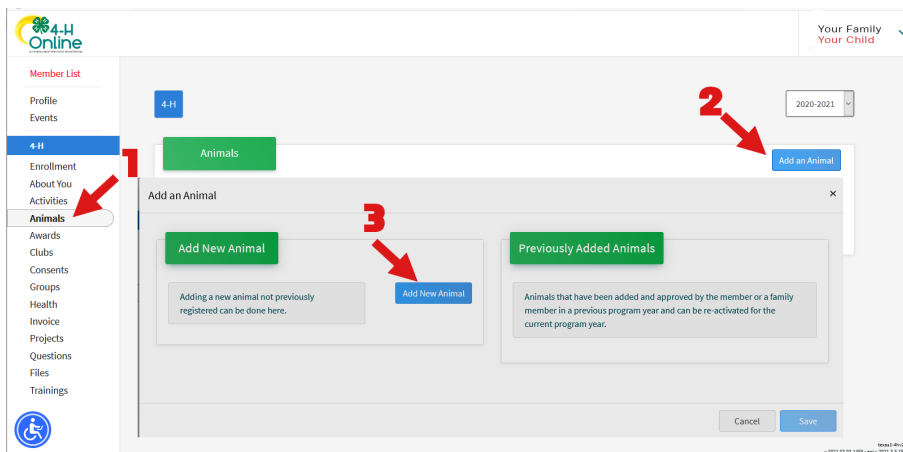 4-H
Online
Your Family
Your Child
Member List
Profile
Events
4-H
Enrollment
About You
Activities
Animals
Awards
Clubs
Consents
Groups
Health
Invoice
Projects
Questions
Files
Trainings
1
4-H
2
2020-2021
Animals
Add an Animal
Add an Animal
×
3
Add New Animal
Adding a new animal not previously
registered can be done here.
Add New Animal
Previously Added Animals
Animals that have been added and approved by the member or a family
member in a previous program year and can be re-activated for the
current program year.
Cancel
Save